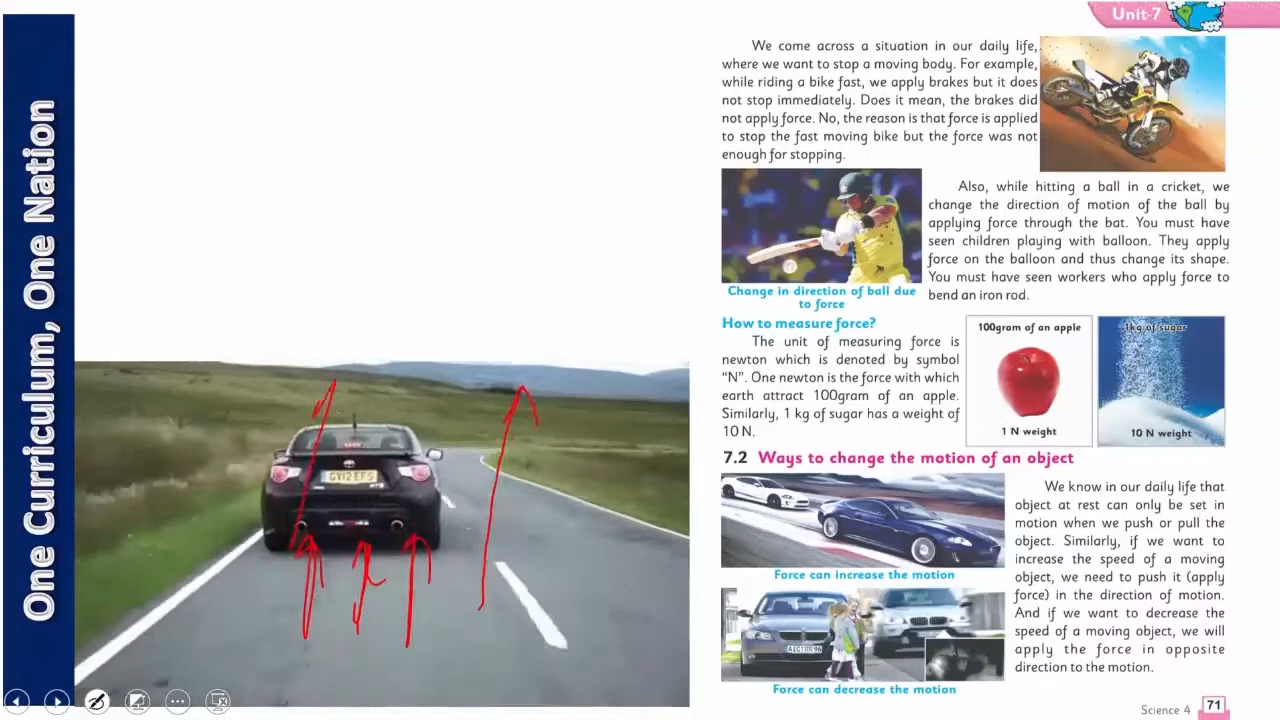 One Curriculum, One Nation
GV12 EFS
Unit-7
We come across a situation in our daily life,
where we want to stop a moving body. For example,
while riding a bike fast, we apply brakes but it does
not stop immediately. Does it mean, the brakes did
not apply force. No, the reason is that force is applied
to stop the fast moving bike but the force was not
enough for stopping.
Also, while hitting a ball in a cricket, we
change the direction of motion of the ball by
applying force through the bat. You must have
seen children playing with balloon. They apply
force on the balloon and thus change its shape.
You must have seen workers who apply force to
bend an iron rod.
Change in direction of ball due
to force
How to measure force?
The unit of measuring force is
newton which is denoted by symbol
“N”. One newton is the force with which
earth attract 100gram of an apple.
Similarly, 1 kg of sugar has a weight of
10 N.
100gram of an apple
1 N weight
1kg of sugar
10 N weight
7.2 Ways to change the motion of an object
Force can increase the motion
We know in our daily life that
object at rest can only be set in
motion when we push or pull the
object. Similarly, if we want to
increase the speed of a moving
object, we need to push it (apply
force) in the direction of motion.
And if we want to decrease the
speed of a moving object, we will
apply the force in opposite
direction to the motion.
Force can decrease the motion
Science 4 71